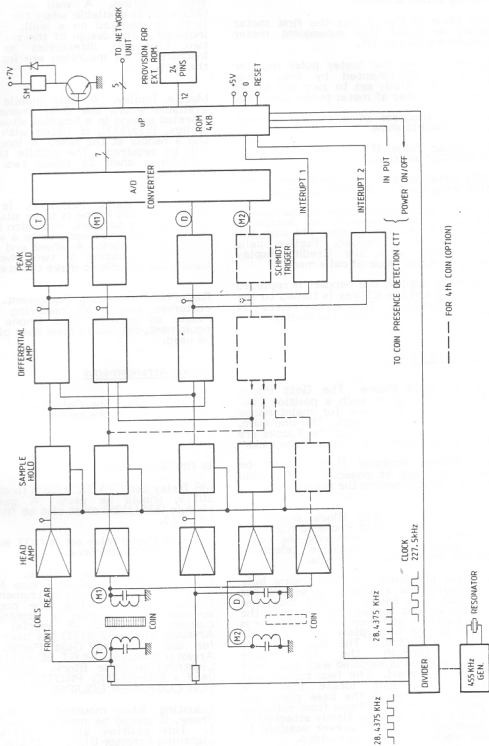 +7V
SM
TO NETWORK
UNIT
5
PROVISION FOR
EXT ROM.
24
PINS
12
+5V
0
RESET
uP
ROM
4KB
7
A/D
CONVERTER
IN PUT
POWER ON/OFF
TO COIN PRESENCE DETECTION CTT
INTERUPT 1
INTERUPT 2
T
M1
D
M2
PEAK
HOLD
SCHMIDT
TRIGGER
DIFFERENTIAL
AMP
FOR 4th COIN (OPTION)
SAMPLE
HOLD
HEAD
AMP
COILS
FRONT
REAR
T
M1
COIN
M2
D
COIN
CLOCK
227,5kHz
28,4375 KHz
28,4375 KHz
DIVIDER
455 KHz
GEN.
RESONATOR